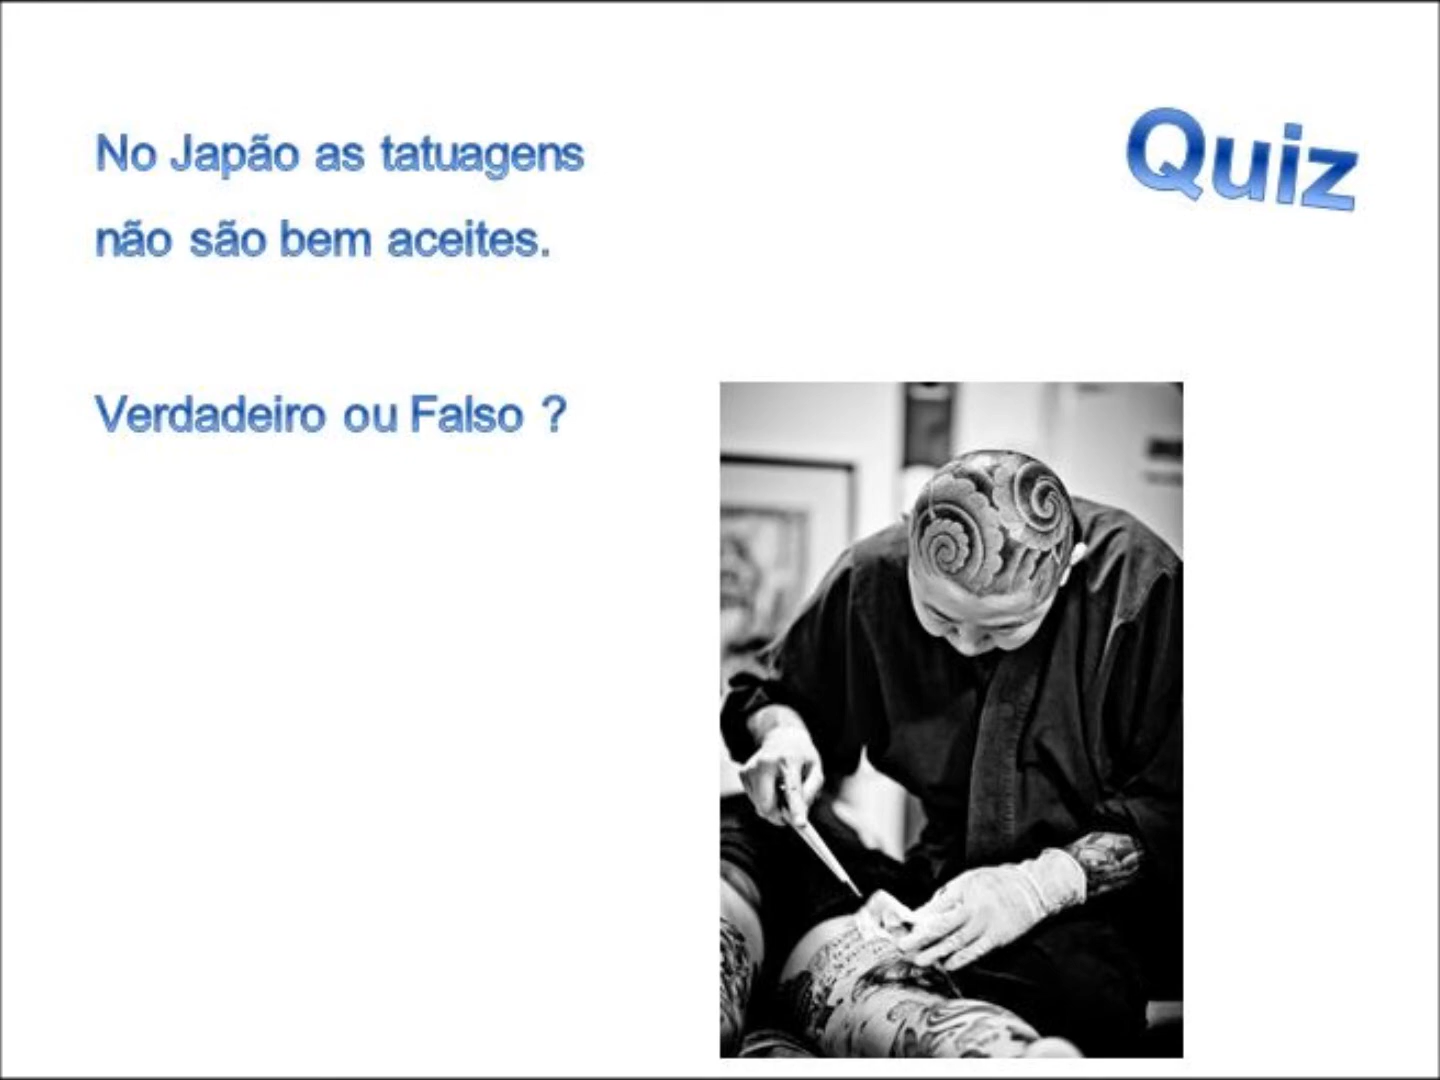 Quiz
No Japão as tatuagens
não são bem aceites.
Verdadeiro ou Falso ?